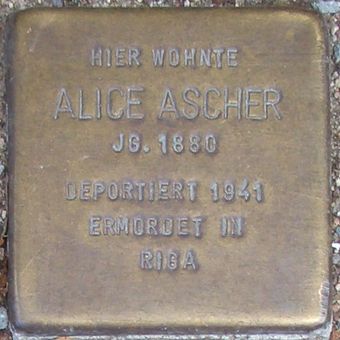 HIER WOHNTE
ALICE ASCHER
JG. 1880
DEPORTIERT 1941
ERMORDET IN
RIGA